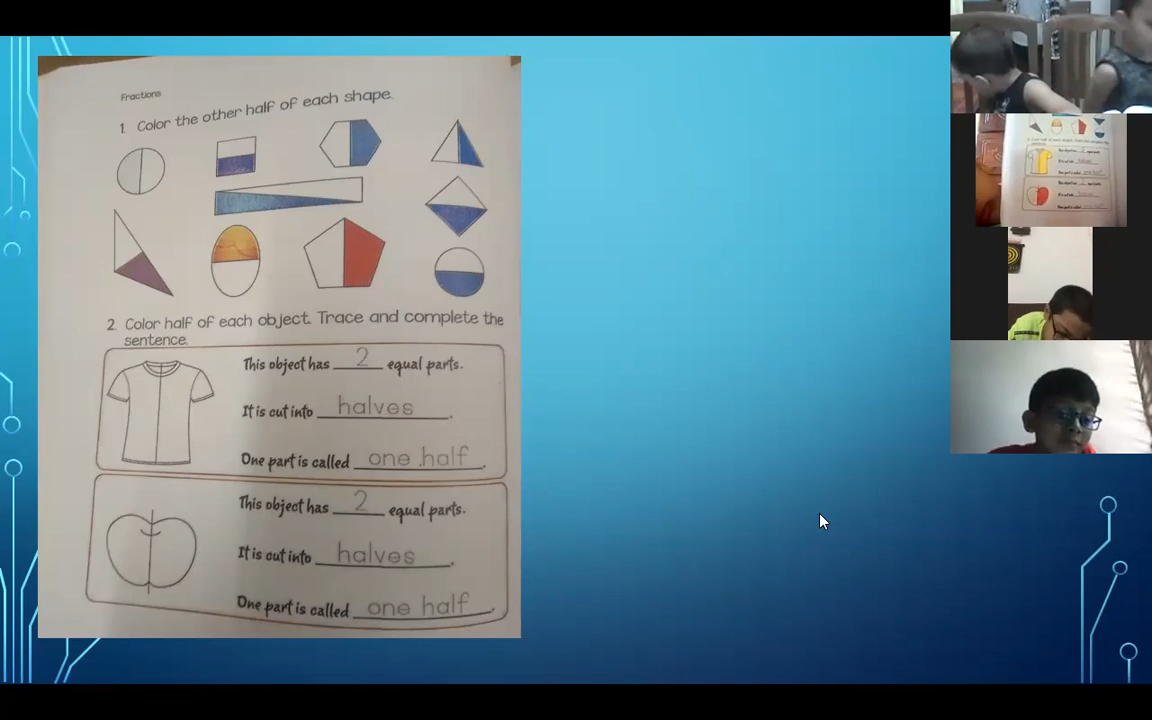 Fractions
1. Color the other half of each shape.
2. Color half of each object. Trace and complete the
sentence.
This object has 2 equal parts.
It is cut into halves.
One part is called one half.
This object has 2 equal parts.
It is cut into halves.
One part is called one half.